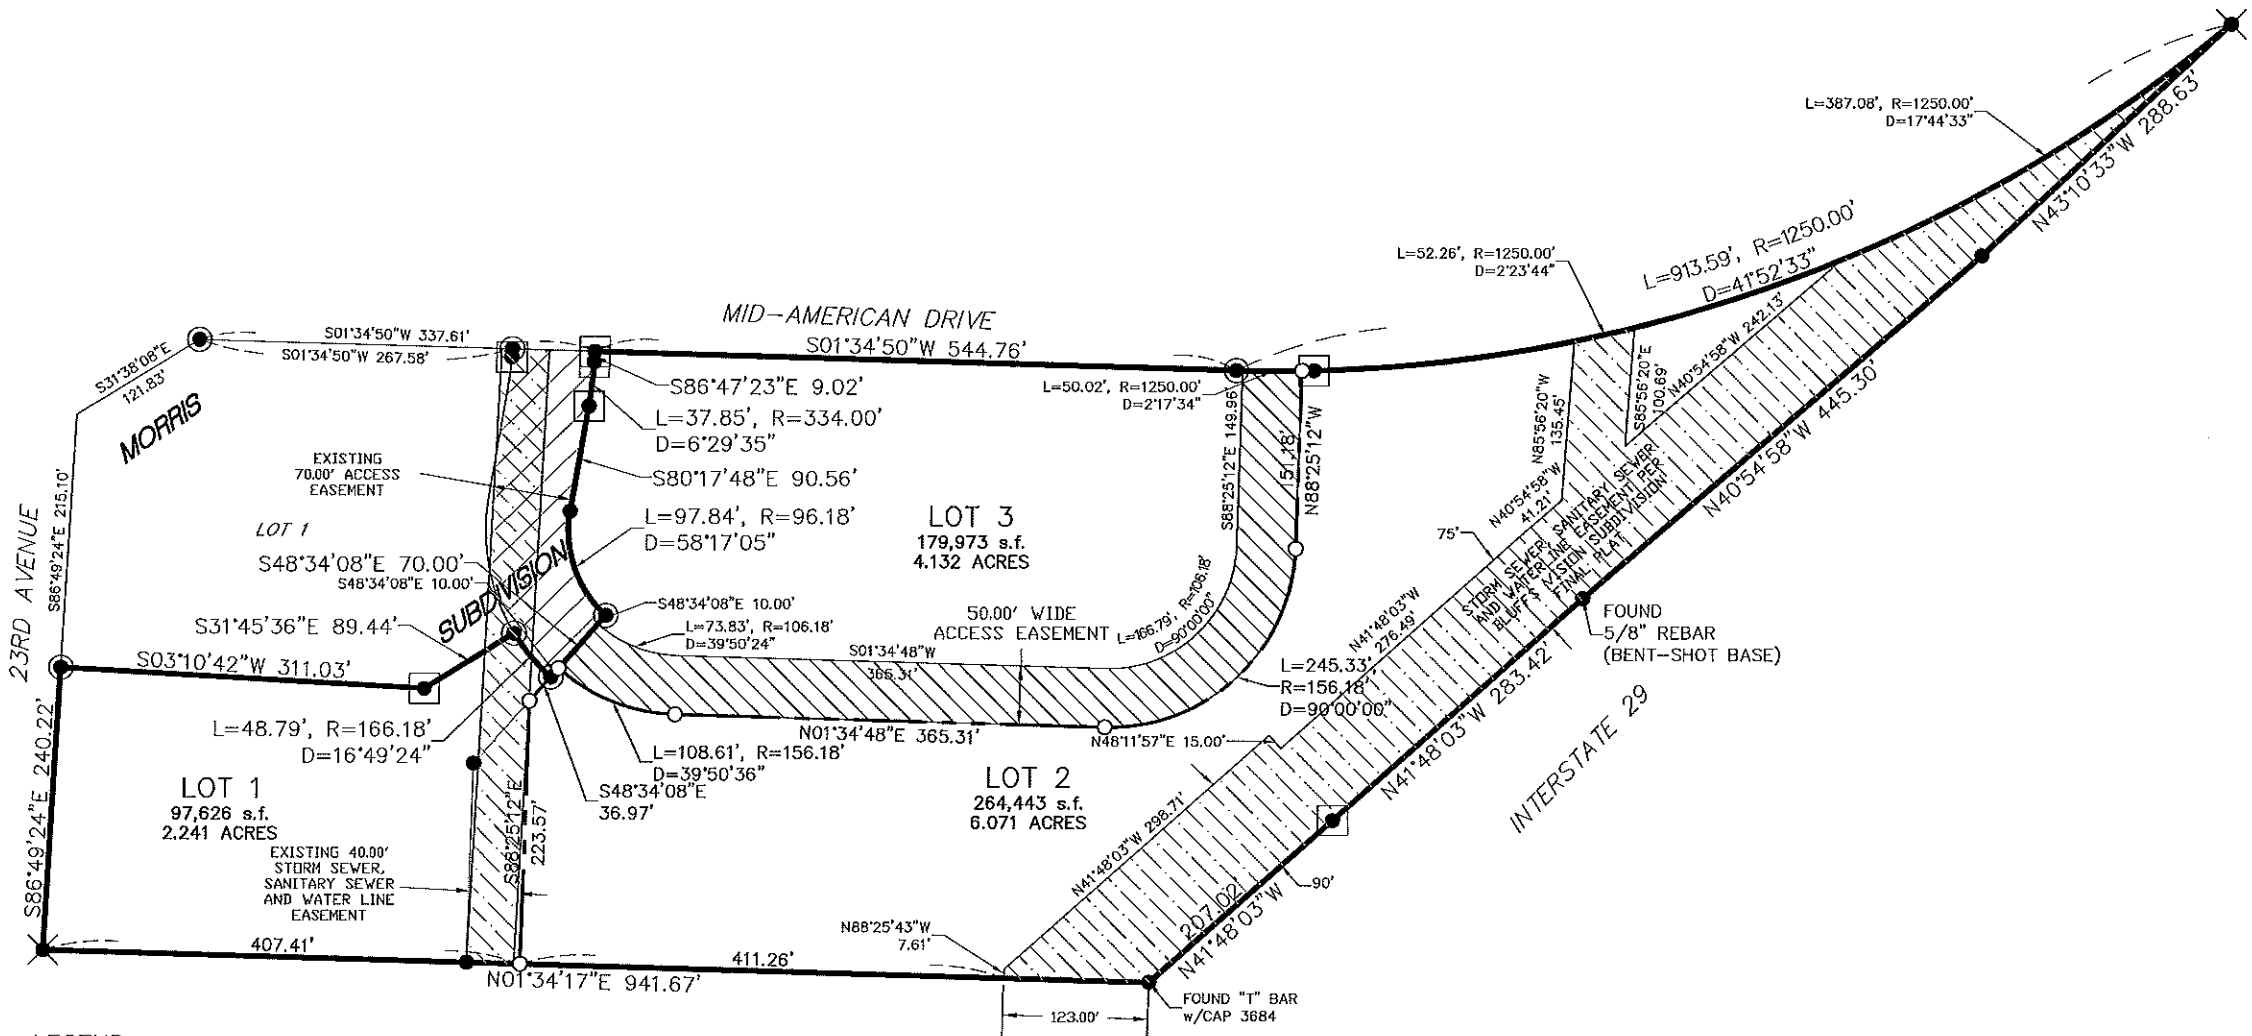 L=387.08', R=1250.00'
D=17°44'33"
N43°10'33"W 288.63'
L=52.26', R=1250.00'
D=2°23'44"
L=913.59', R=1250.00'
D=41°52'33"
MID-AMERICAN DRIVE
S01°34'50"W 337.61'
S01°34'50"W 267.58'
S01°34'50"W 544.76'
S31°38'08"E
121.83'
MORRIS
SUBDIVISION
S86°47'23"E 9.02'
L=37.85', R=334.00'
D=6°29'35"
S80°17'48"E 90.56'
L=97.84', R=96.18'
D=58°17'05"
EXISTING
70.00' ACCESS
EASEMENT
LOT 1
S48°34'08"E 70.00'
S48°34'08"E 10.00'
S31°45'36"E 89.44'
23RD AVENUE
S86°49'24"E 215.10'
S03°10'42"W 311.03'
S86°49'24"E 240.22'
L=48.79', R=166.18'
D=16°49'24"
LOT 1
97,626 s.f.
2.241 ACRES
EXISTING 40.00'
STORM SEWER,
SANITARY SEWER
AND WATER LINE
EASEMENT
S88°25'12"E
223.57'
407.41'
N01°34'17"E 941.67'
411.26'
LOT 3
179,973 s.f.
4.132 ACRES
S48°34'08"E 10.00'
L=73.83', R=106.18'
D=39°50'24"
50.00' WIDE
ACCESS EASEMENT
S01°34'48"W
365.31'
N01°34'48"E 365.31'
L=108.61', R=156.18'
D=39°50'36"
S48°34'08"E
36.97'
L=50.02', R=1250.00'
D=2°17'34"
S88°25'12"E 149.96'
151.18'
N88°25'12"W
L=166.79', R=106.18'
D=90°00'00"
L=245.33',
R=156.18',
D=90°00'00"
N48°11'57"E 15.00'
LOT 2
264,443 s.f.
6.071 ACRES
N85°56'20"W
135.45'
S85°56'20"E
100.69'
N40°54'58"W 242.13'
N40°54'58"W
41.21'
75'
N41°48'03"W
276.49'
STORM SEWER, SANITARY SEWER
AND WATER LINE EASEMENT PER
BLUFFS VISION SUBDIVISION
FINAL PLAT
N40°54'58"W 445.30'
FOUND
5/8" REBAR
(BENT-SHOT BASE)
N41°48'03"W 283.42'
INTERSTATE 29
N41°48'03"W 298.71'
90'
207.02'
N41°48'03"W
N88°25'43"W
7.61'
123.00'
FOUND "T" BAR
w/CAP 3684